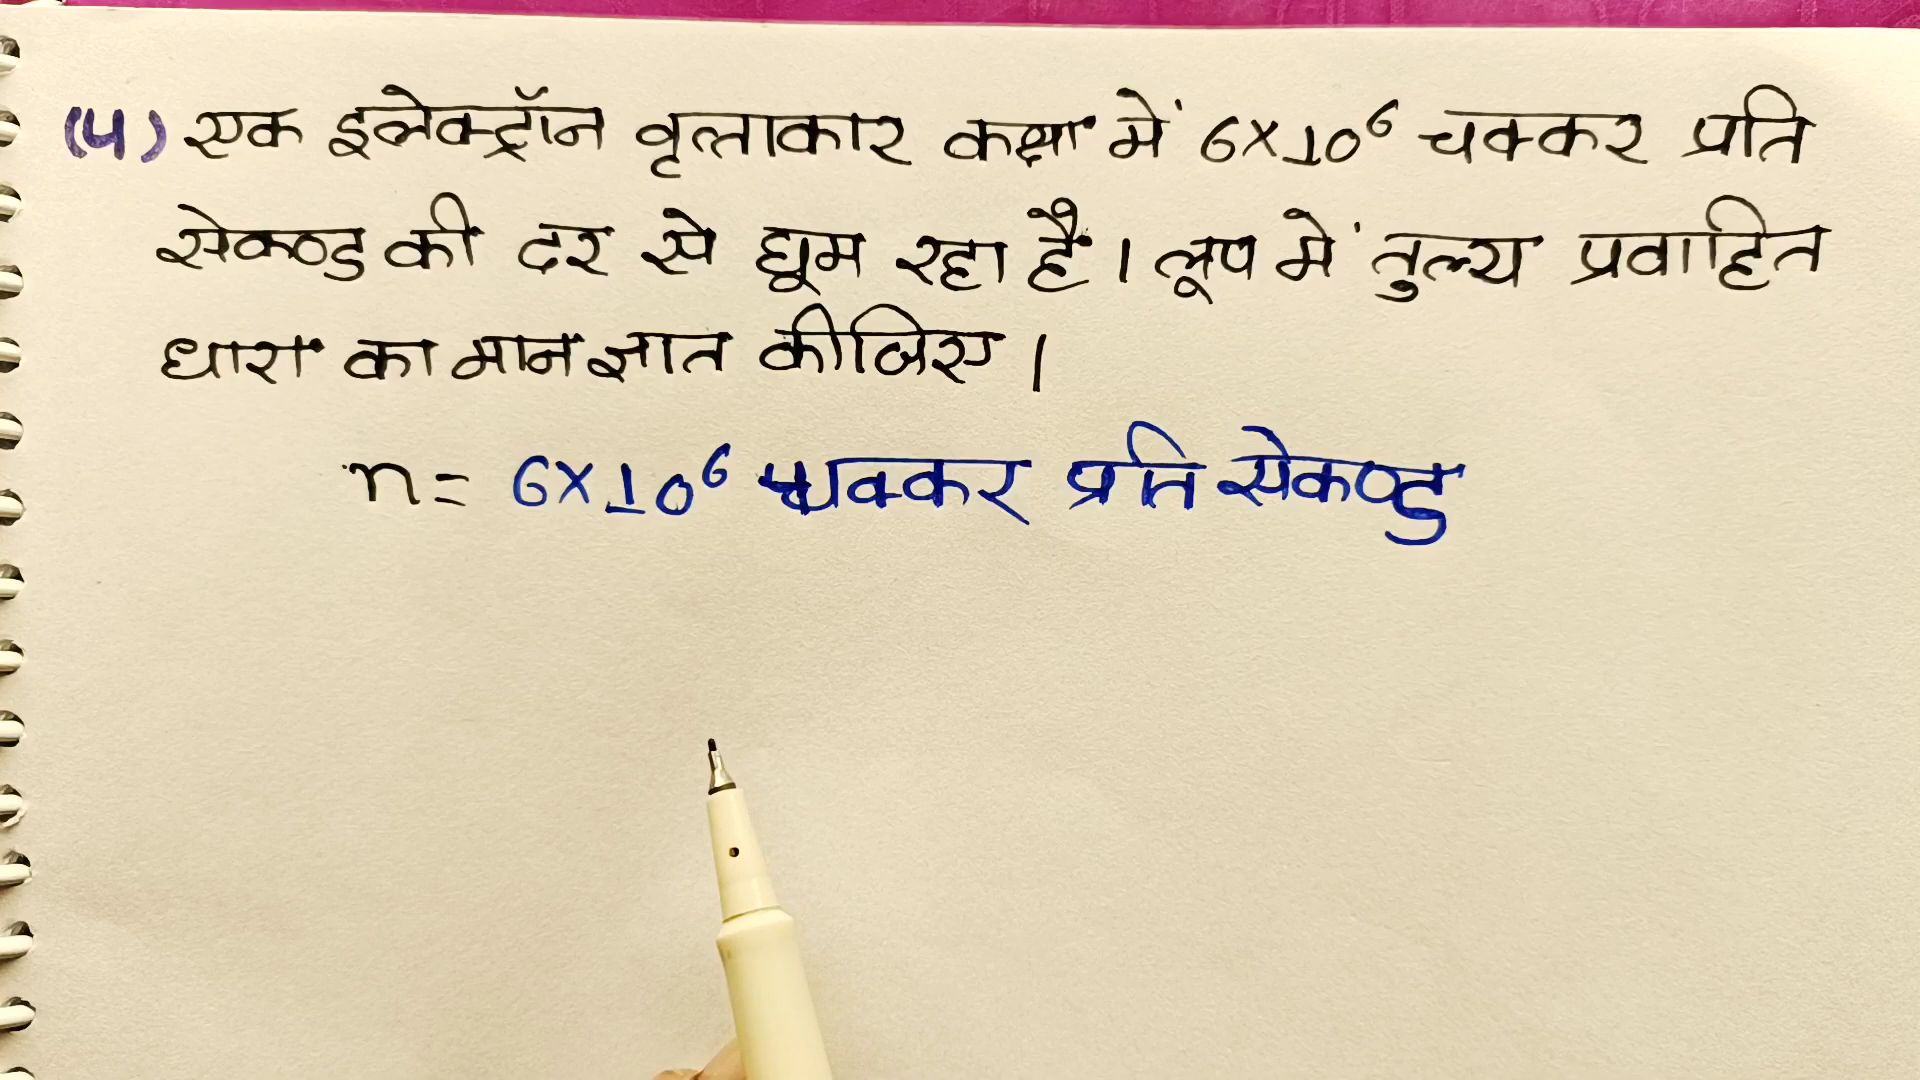 (4) एक इलेक्ट्रॉन वृत्ताकार कक्षा में 6×10⁶ चक्कर प्रति
सेकण्ड की दर से घूम रहा है। लूप में तुल्य प्रवाहित
धारा का मान ज्ञात कीजिए।
n= 6×10⁶ चक्कर प्रति सेकण्ड